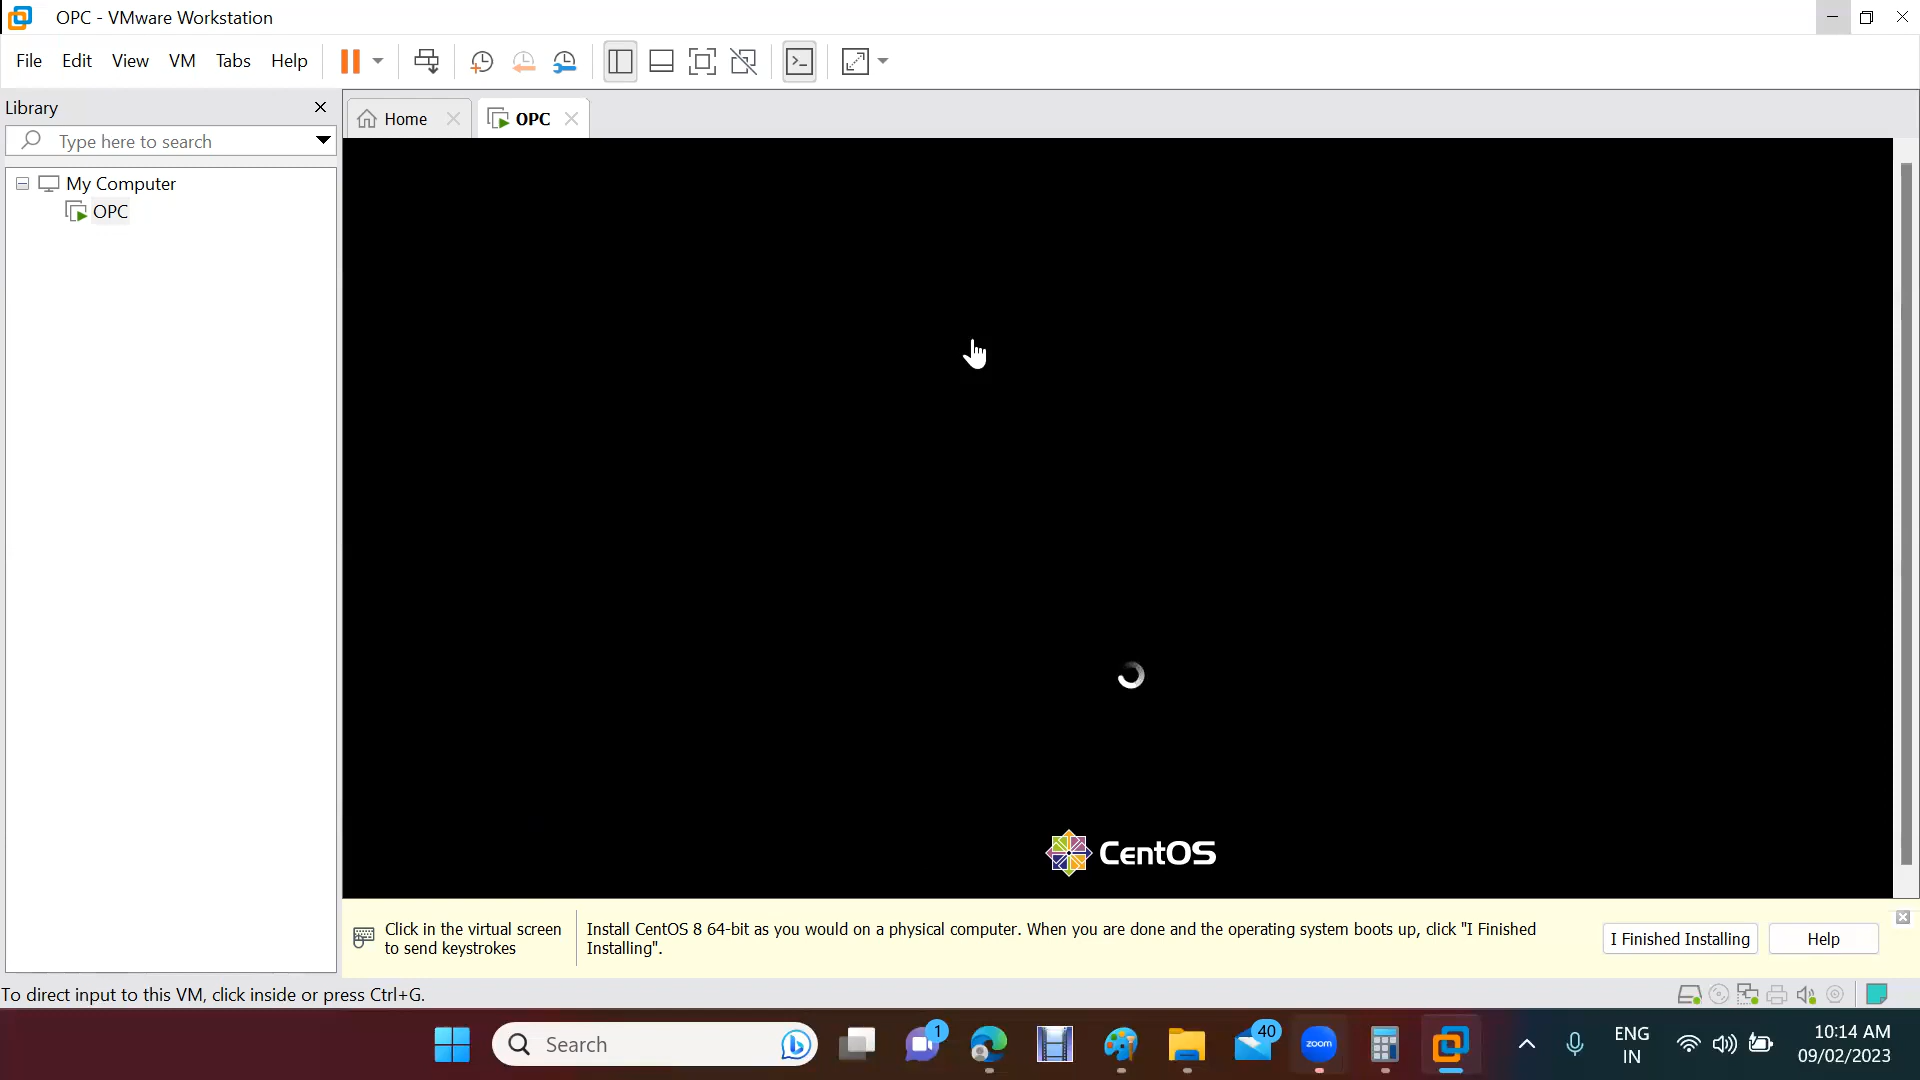 OPC - VMware Workstation
File Edit View VM Tabs Help
Library
Type here to search
My Computer
OPC
Home
OPC
CentOS
Click in the virtual screen
to send keystrokes
Install CentOS 8 64-bit as you would on a physical computer. When you are done and the operating system boots up, click "I Finished
Installing".
I Finished Installing
Help
To direct input to this VM, click inside or press Ctrl+G.
Search
1
40
zoom
ENG
IN
10:14 AM
09/02/2023